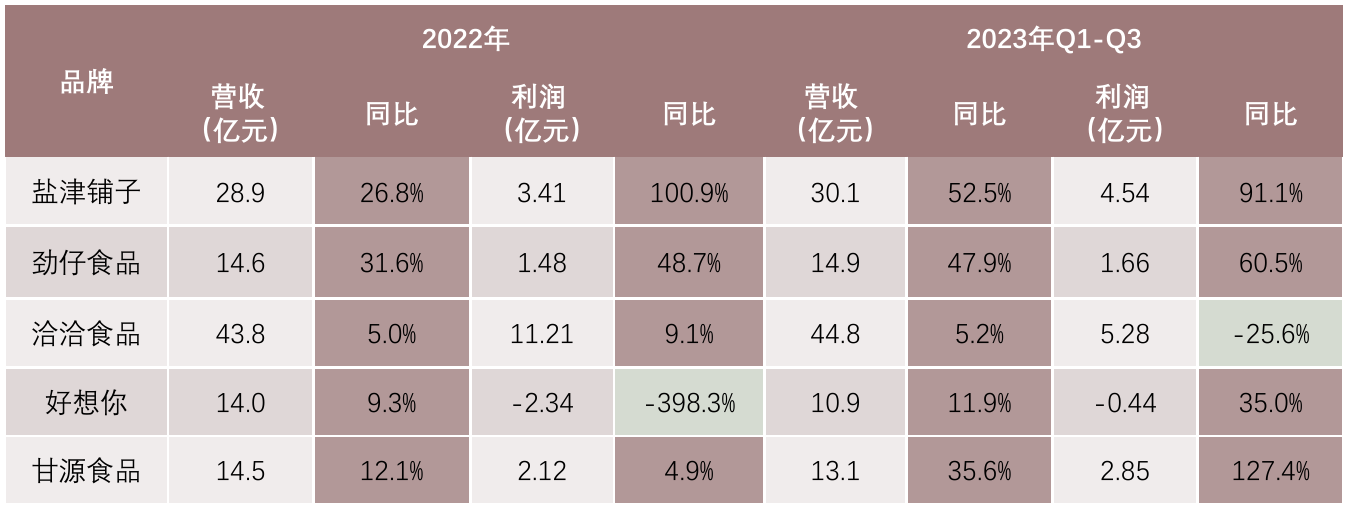 2022年 2023年Q1-Q3
品牌 营收 (亿元) 同比 利润 (亿元) 同比 营收 (亿元) 同比 利润 (亿元) 同比
盐津铺子 28.9 26.8% 3.41 100.9% 30.1 52.5% 4.54 91.1%
劲仔食品 14.6 31.6% 1.48 48.7% 14.9 47.9% 1.66 60.5%
洽洽食品 43.8 5.0% 11.21 9.1% 44.8 5.2% 5.28 -25.6%
好想你 14.0 9.3% -2.34 -398.3% 10.9 11.9% -0.44 35.0%
甘源食品 14.5 12.1% 2.12 4.9% 13.1 35.6% 2.85 127.4%